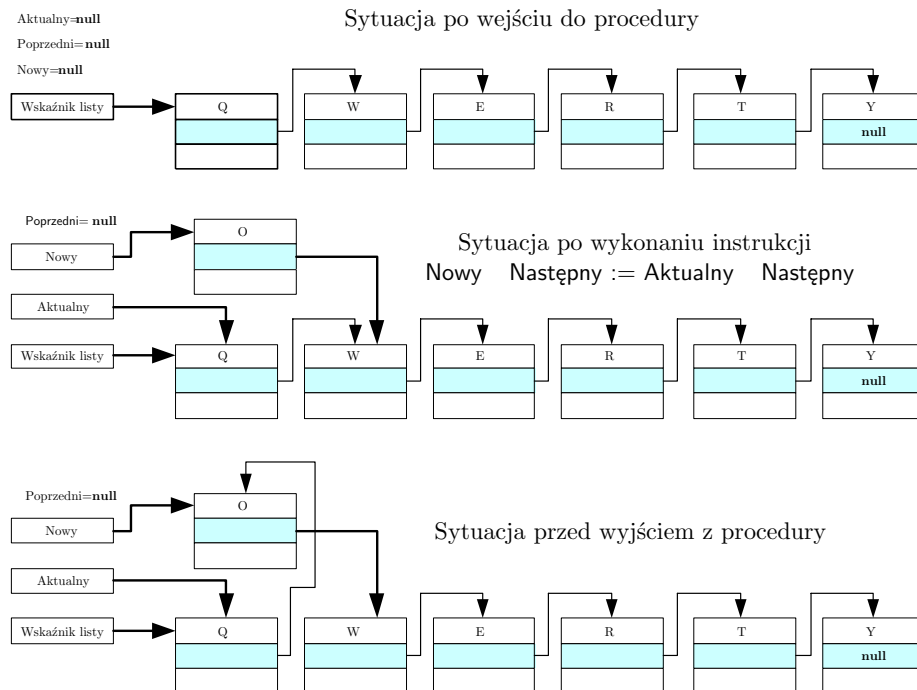 Aktualny=null
Sytuacja po wejściu do procedury
Poprzedni=null
Nowy=null
Wskaźnik listy
Q W E R T Y
null
Poprzedni= null
O
Nowy
Sytuacja po wykonaniu instrukcji
Nowy Następny := Aktualny Następny
Aktualny
Wskaźnik listy
Q W E R T Y
null
Poprzedni=null
O
Nowy
Sytuacja przed wyjściem z procedury
Aktualny
Wskaźnik listy
Q W E R T Y
null